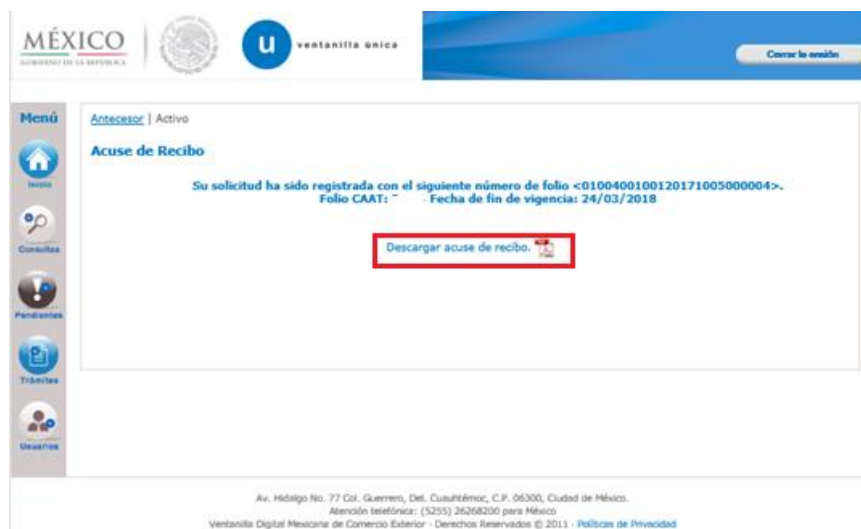 MÉXICO
GOBIERNO DE LA REPÚBLICA
u ventanilla única
Cerrar la sesión
Menú
Inicio
Consultas
Pendientes
Trámites
Usuarios
Antecesor | Activo
Acuse de Recibo
Su solicitud ha sido registrada con el siguiente número de folio <0100400100120171005000004>.
Folio CAAT: - Fecha de fin de vigencia: 24/03/2018
Descargar acuse de recibo.
Av. Hidalgo No. 77 Col. Guerrero, Del. Cuauhtémoc, C.P. 06300, Ciudad de México.
Atención telefónica: (5255) 26268200 para México
Ventanilla Digital Mexicana de Comercio Exterior - Derechos Reservados © 2011 - Políticas de Privacidad